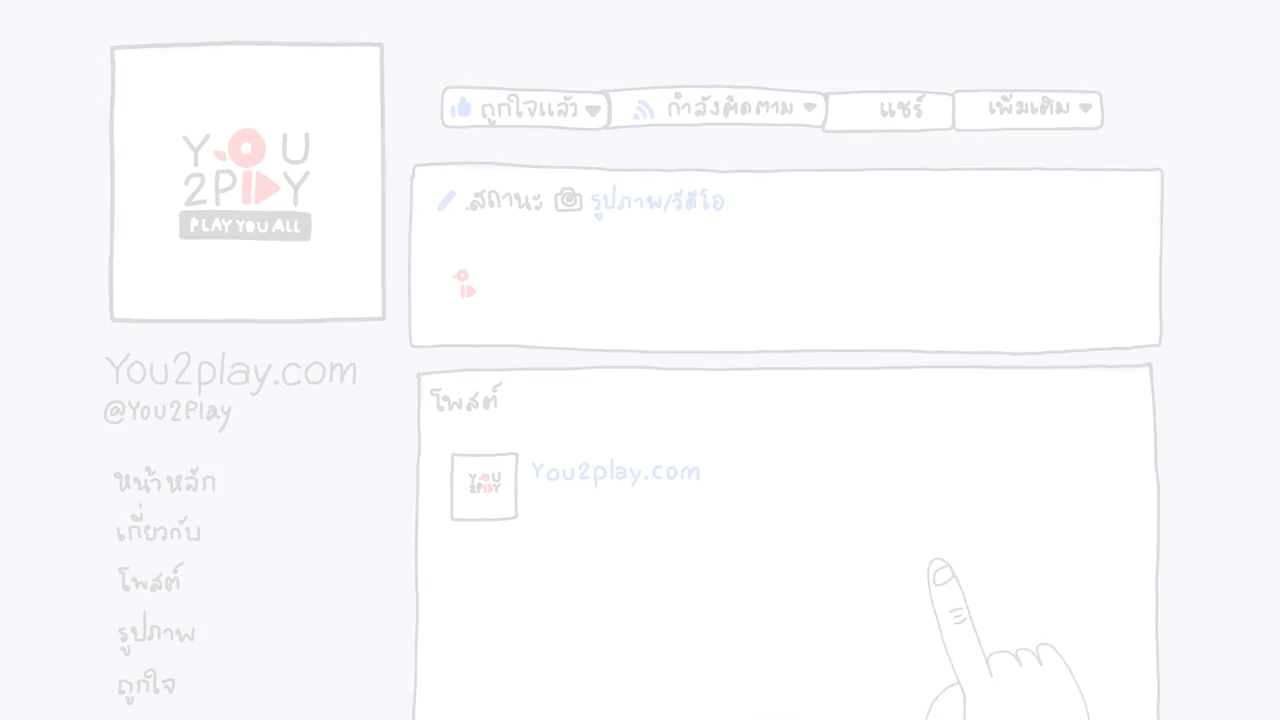 YOU
2PLAY
PLAY YOU ALL
You2play.com
@You2Play
หน้าหลัก
เกี่ยวกับ
โพสต์
รูปภาพ
ถูกใจ
ถูกใจแล้ว
กำลังติดตาม
แชร์
เพิ่มเติม
.สถานะ
รูปภาพ/วีดีโอ
โพสต์
YOU
2PLAY
You2play.com